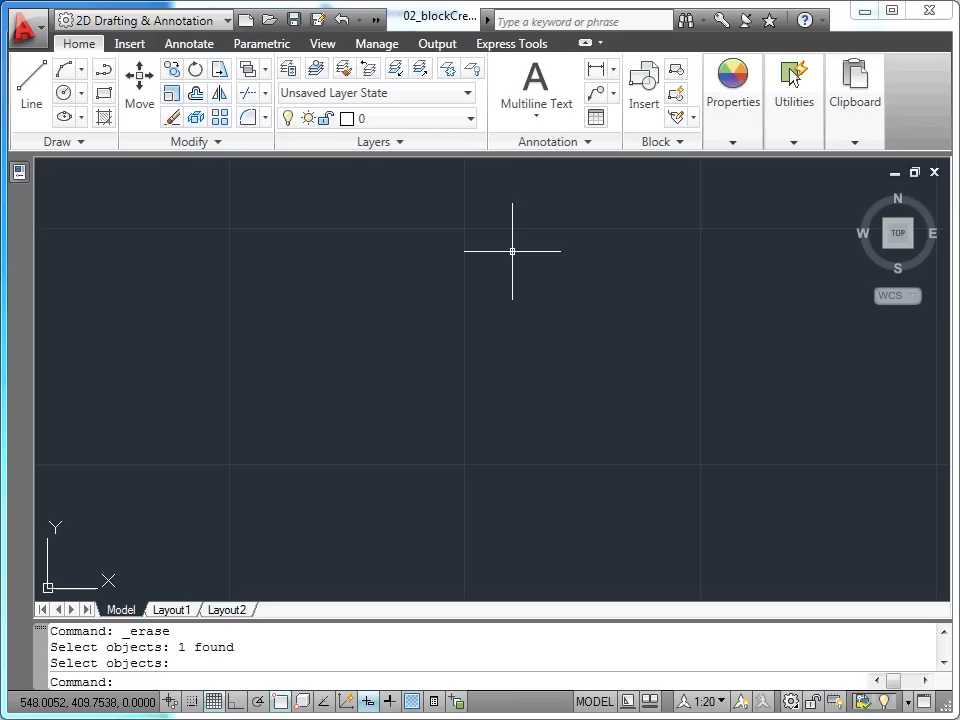 2D Drafting & Annotation
02_blockCre...
Type a keyword or phrase
Home
Insert
Annotate
Parametric
View
Manage
Output
Express Tools
Line
Move
Unsaved Layer State
0
A
Multiline Text
Insert
Properties
Utilities
Clipboard
Draw
Modify
Layers
Annotation
Block
N
W
TOP
E
S
WCS
Y
X
Model
Layout1
Layout2
Command: _erase
Select objects: 1 found
Select objects:
Command:
548.0052, 409.7538, 0.0000
MODEL
1:20